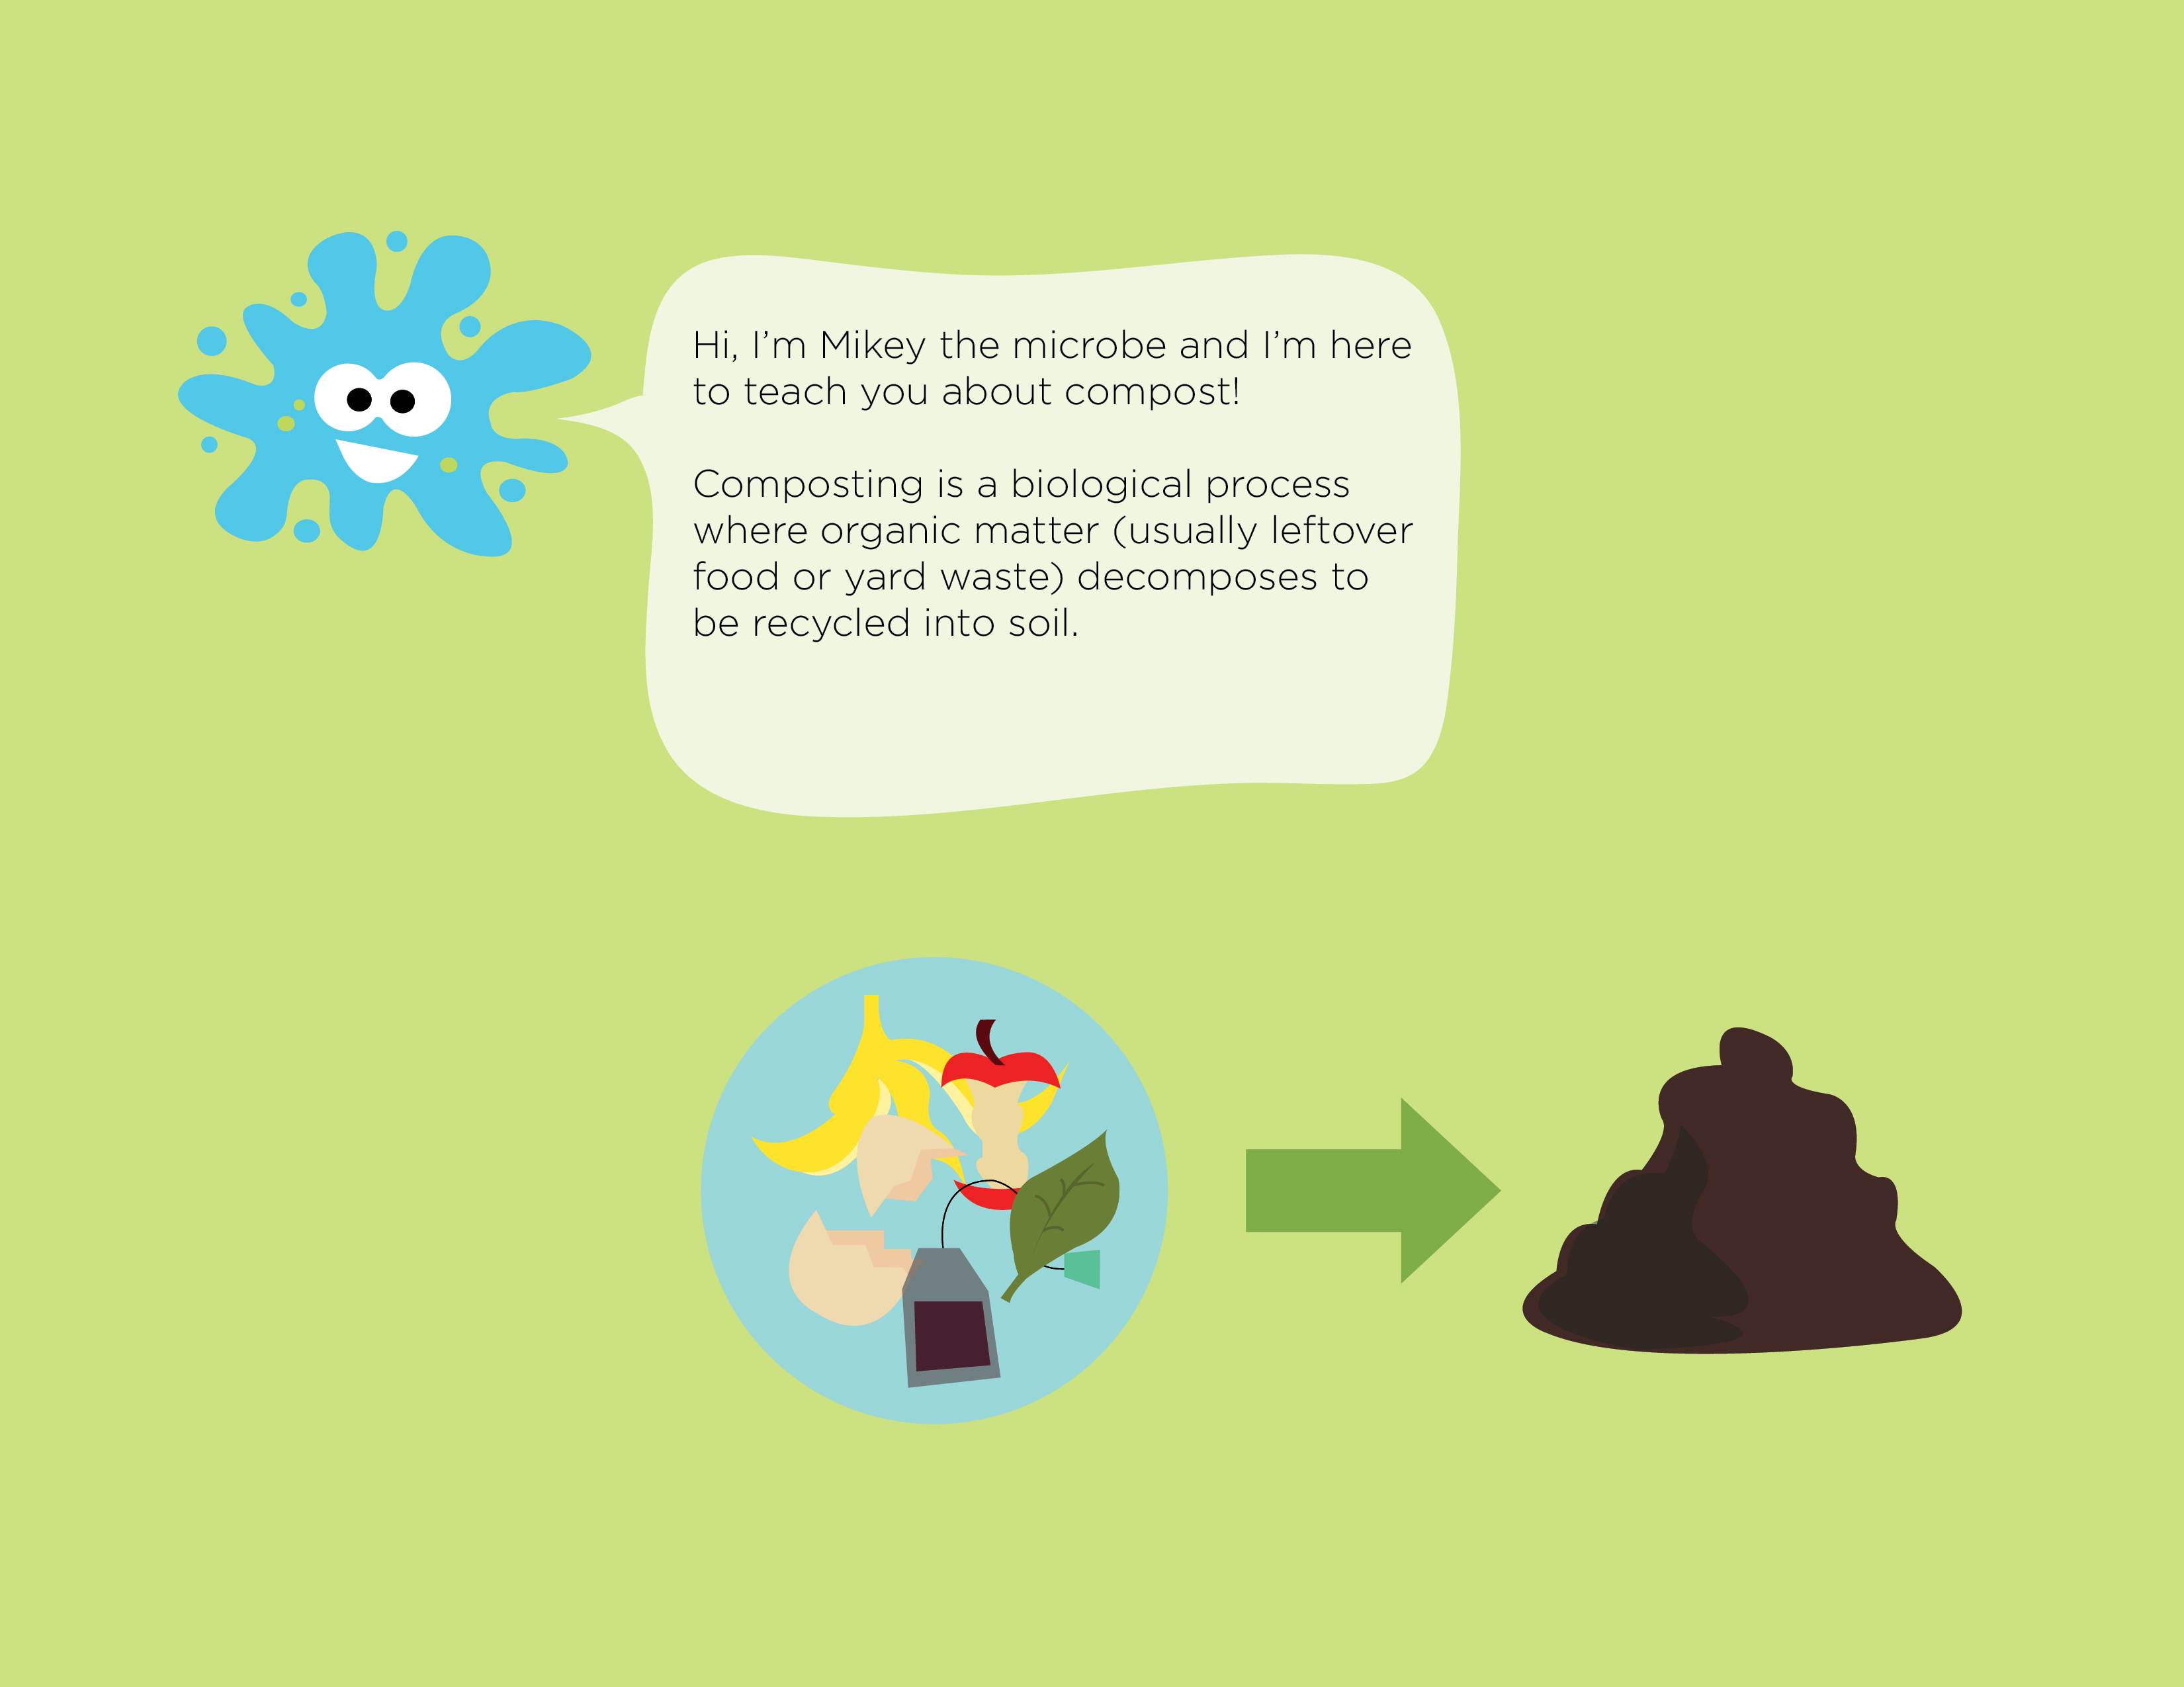 Hi, I’m Mikey the microbe and I’m here
to teach you about compost!
Composting is a biological process
where organic matter (usually leftover
food or yard waste) decomposes to
be recycled into soil.